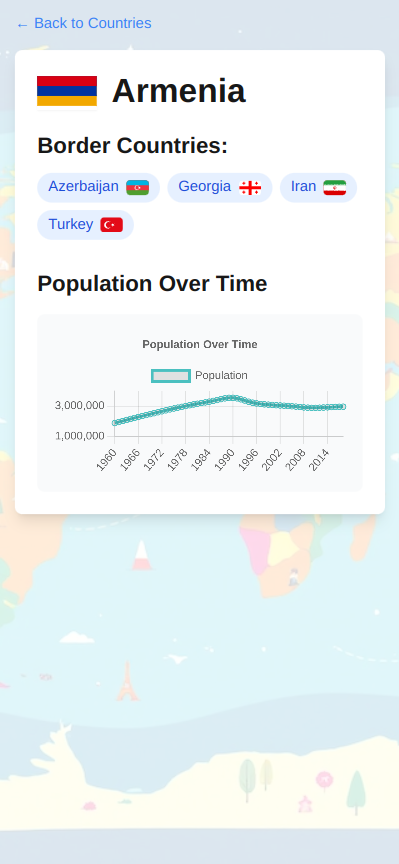 ← Back to Countries
Armenia
Border Countries:
Azerbaijan
Georgia
Iran
Turkey
Population Over Time
Population Over Time
Population
3,000,000
1,000,000
1960
1966
1972
1978
1984
1990
1996
2002
2008
2014